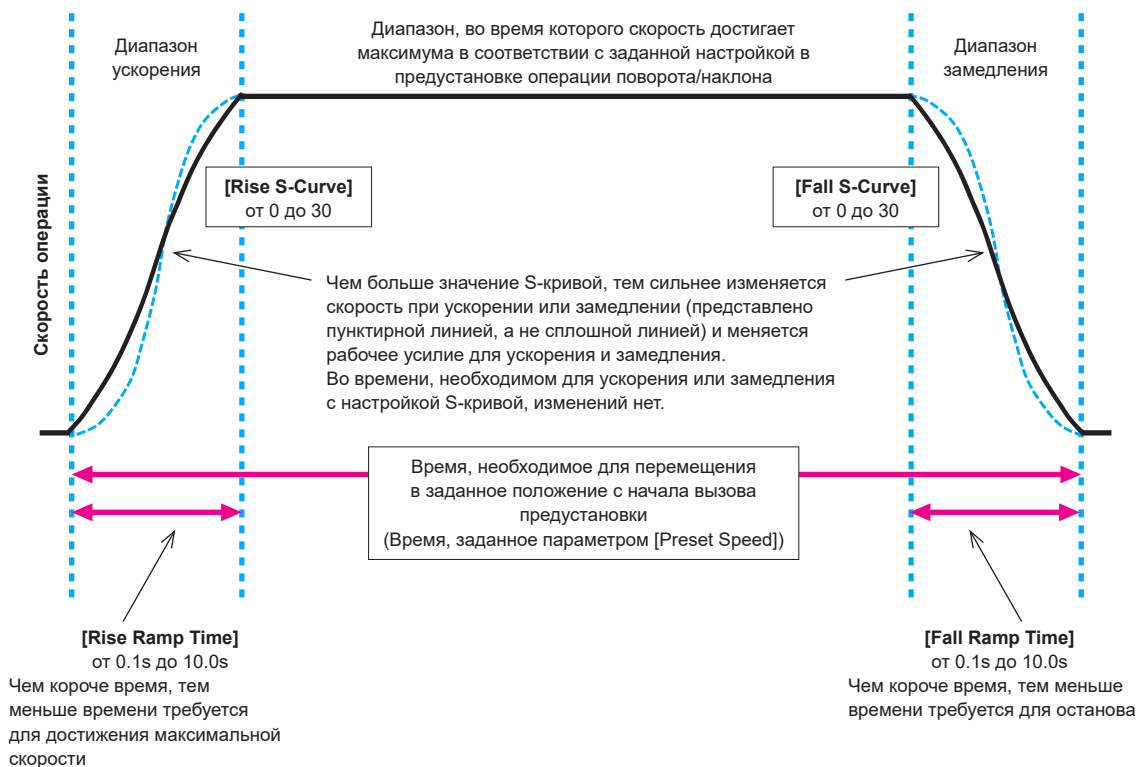 Диапазон
ускорения
Диапазон, во время которого скорость достигает
максимума в соответствии с заданной настройкой в
предустановке операции поворота/наклона
Диапазон
замедления
Скорость операции
[Rise S-Curve]
от 0 до 30
[Fall S-Curve]
от 0 до 30
Чем больше значение S-кривой, тем сильнее изменяется
скорость при ускорении или замедлении (представлено
пунктирной линией, а не сплошной линией) и меняется
рабочее усилие для ускорения и замедления.
Во времени, необходимом для ускорения или замедления
с настройкой S-кривой, изменений нет.
Время, необходимое для перемещения
в заданное положение с начала вызова
предустановки
(Время, заданное параметром [Preset Speed])
[Rise Ramp Time]
от 0.1s до 10.0s
Чем короче время, тем
меньше времени требуется
для достижения максимальной
скорости
[Fall Ramp Time]
от 0.1s до 10.0s
Чем короче время, тем меньше
времени требуется для останова